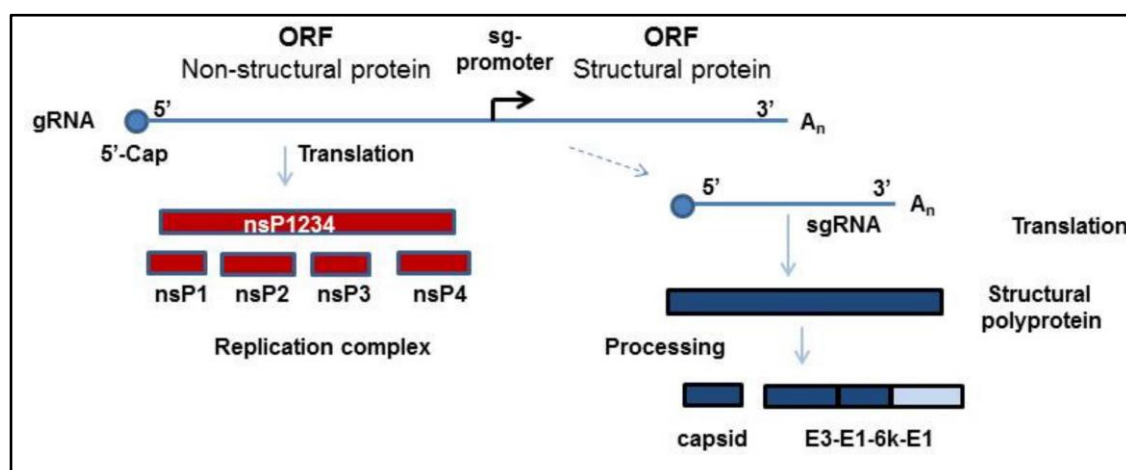 ORF
Non-structural protein
sg-
promoter
ORF
Structural protein
gRNA
5’
3’
An
5’-Cap
Translation
nsP1234
nsP1 nsP2 nsP3 nsP4
Replication complex
5’
3’
An
sgRNA
Translation
Structural
polyprotein
Processing
capsid
E3-E1-6k-E1